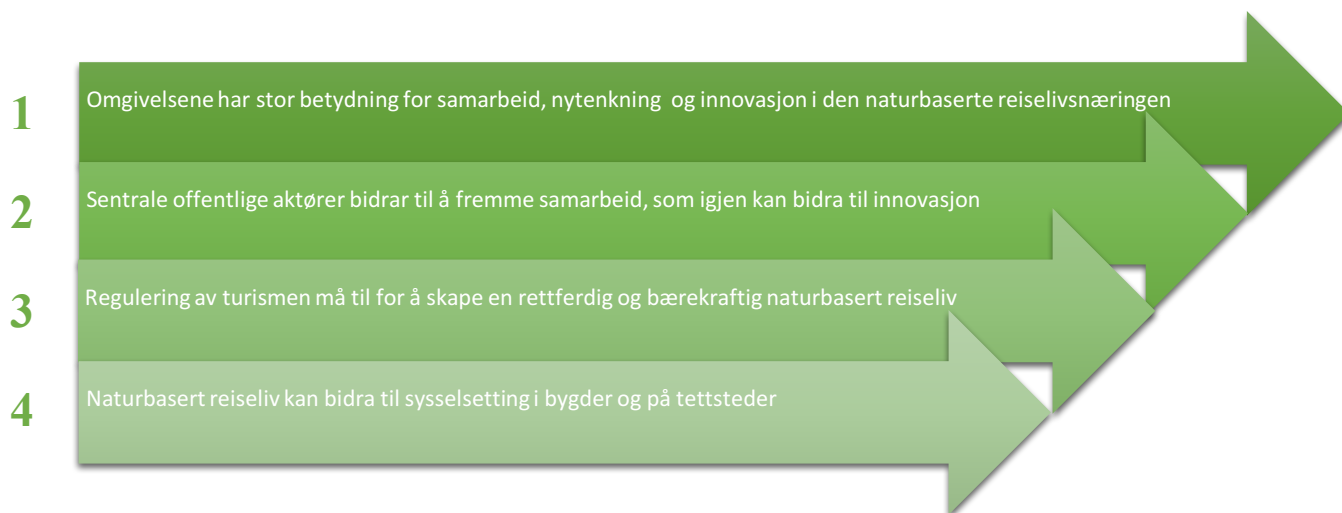 1
Omgivelsene har stor betydning for samarbeid, nytenkning og innovasjon i den naturbaserte reiselivsnæringen
2
Sentrale offentlige aktører bidrar til å fremme samarbeid, som igjen kan bidra til innovasjon
3
Regulering av turismen må til for å skape en rettferdig og bærekraftig naturbasert reiseliv
4
Naturbasert reiseliv kan bidra til sysselsetting i bygder og på tettsteder